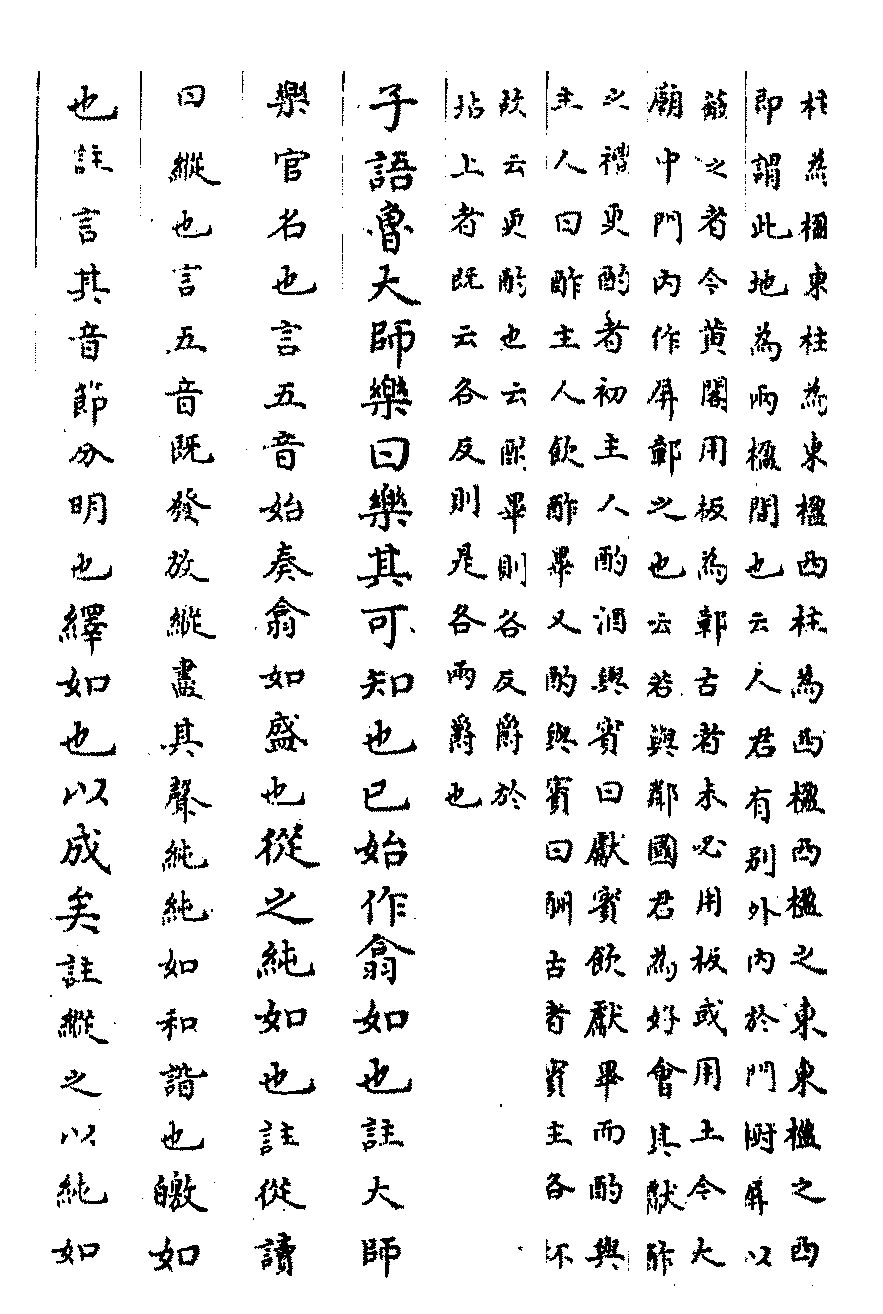 柱為楹東柱為東楹西柱為西楹西楹之東東楹之西
即謂此地為兩楹間也云人君有別外內於門樹屏以
蔽之者令黃閣用板為鄣古者未必用板或用土今大
廟中門內作屏鄣之也云若與鄰國君為好會其獻酢
之禮更酌者初主人酌酒與賓曰獻賓飲獻畢而酌與
主人曰酢主人飲酢畢又酌與賓曰酬古者賓主各杯
故云更酌也云酌畢則各反爵於
坫上者既云各反則是各兩爵也
子語魯大師樂曰樂其可知也已始作翕如也註大師
樂官名也言五音始奏翕如盛也從之純如也註從讀
曰縱也言五音既發放縱盡其聲純純如和諧也皦如
也註言其音節分明也繹如也以成矣註縱之以純如